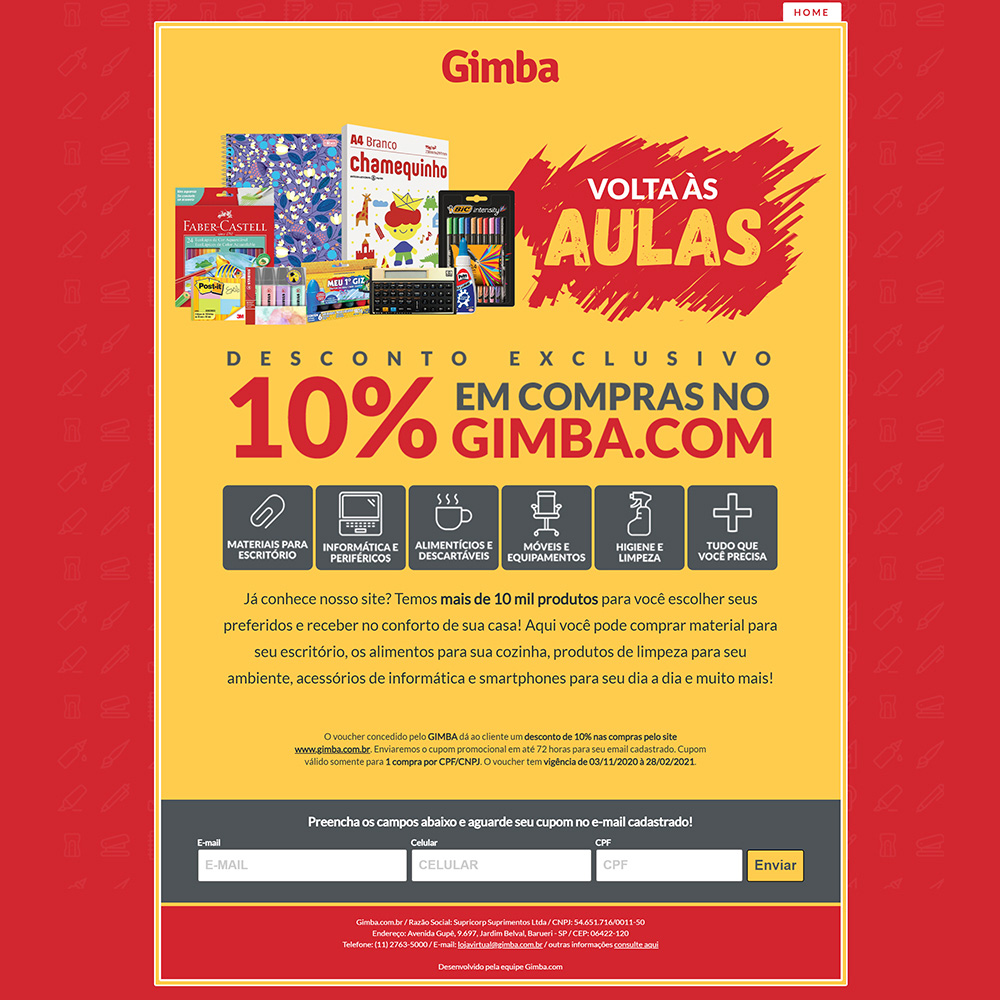 HOME
Gimba
A4 Branco
chamequinho
FABER-CASTELL
BIC intensity
Post-it
MEU 1º GIZ
Pritt
3M
VOLTA ÀS
AULAS
DESCONTO EXCLUSIVO
10% EM COMPRAS NO
GIMBA.COM
MATERIAIS PARA
ESCRITÓRIO
INFORMÁTICA E
PERIFÉRICOS
ALIMENTÍCIOS E
DESCARTÁVEIS
MÓVEIS E
EQUIPAMENTOS
HIGIENE E
LIMPEZA
TUDO QUE
VOCÊ PRECISA
Já conhece nosso site? Temos mais de 10 mil produtos para você escolher seus
preferidos e receber no conforto de sua casa! Aqui você pode comprar material para
seu escritório, os alimentos para sua cozinha, produtos de limpeza para seu
ambiente, acessórios de informática e smartphones para seu dia a dia e muito mais!
O voucher concedido pelo GIMBA dá ao cliente um desconto de 10% nas compras pelo site
www.gimba.com.br. Enviaremos o cupom promocional em até 72 horas para seu email cadastrado. Cupom
válido somente para 1 compra por CPF/CNPJ. O voucher tem vigência de 03/11/2020 à 28/02/2021.
Preencha os campos abaixo e aguarde seu cupom no e-mail cadastrado!
E-mail
Celular
CPF
E-MAIL
CELULAR
CPF
Enviar
Gimba.com.br / Razão Social: Supricorp Suprimentos Ltda / CNPJ: 54.651.716/0011-50
Endereço: Avenida Gupê, 9.697, Jardim Belval, Barueri - SP / CEP: 06422-120
Telefone: (11) 2763-5000 / E-mail: lojavirtual@gimba.com.br / outras informações consulte aqui
Desenvolvido pela equipe Gimba.com